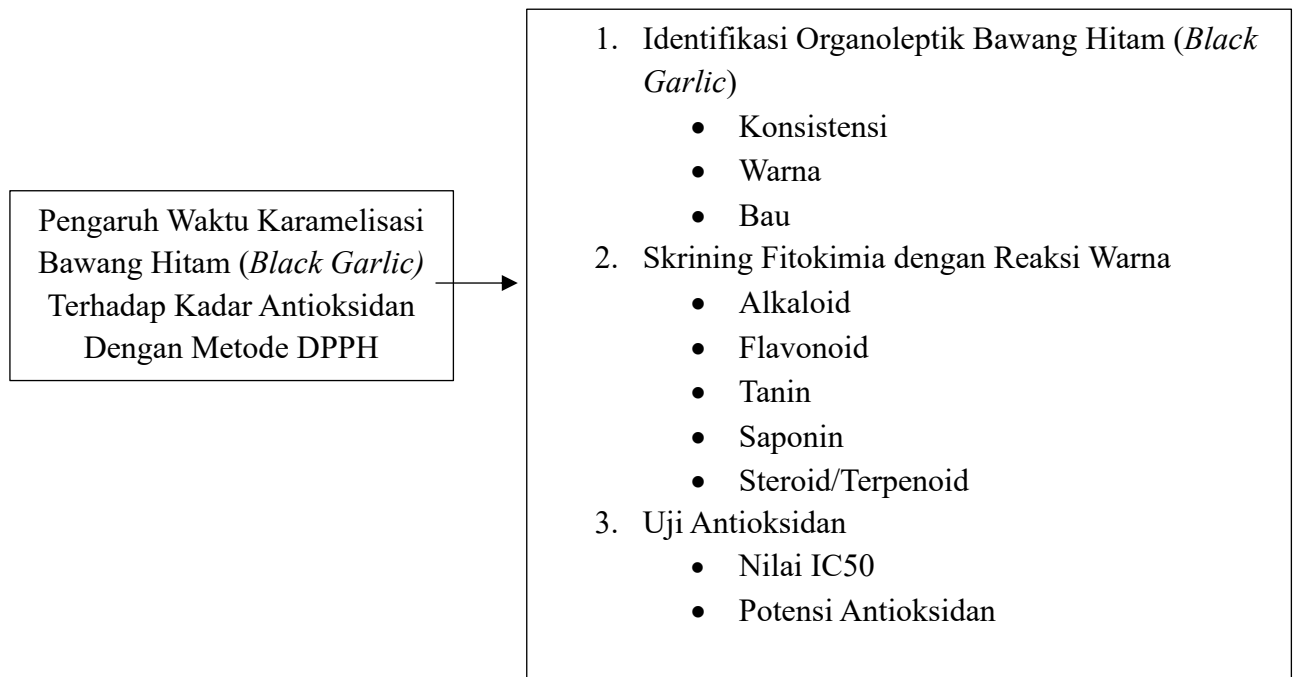 Pengaruh Waktu Karamelisasi
Bawang Hitam (Black Garlic)
Terhadap Kadar Antioksidan
Dengan Metode DPPH
1. Identifikasi Organoleptik Bawang Hitam (Black
Garlic)
• Konsistensi
• Warna
• Bau
2. Skrining Fitokimia dengan Reaksi Warna
• Alkaloid
• Flavonoid
• Tanin
• Saponin
• Steroid/Terpenoid
3. Uji Antioksidan
• Nilai IC50
• Potensi Antioksidan